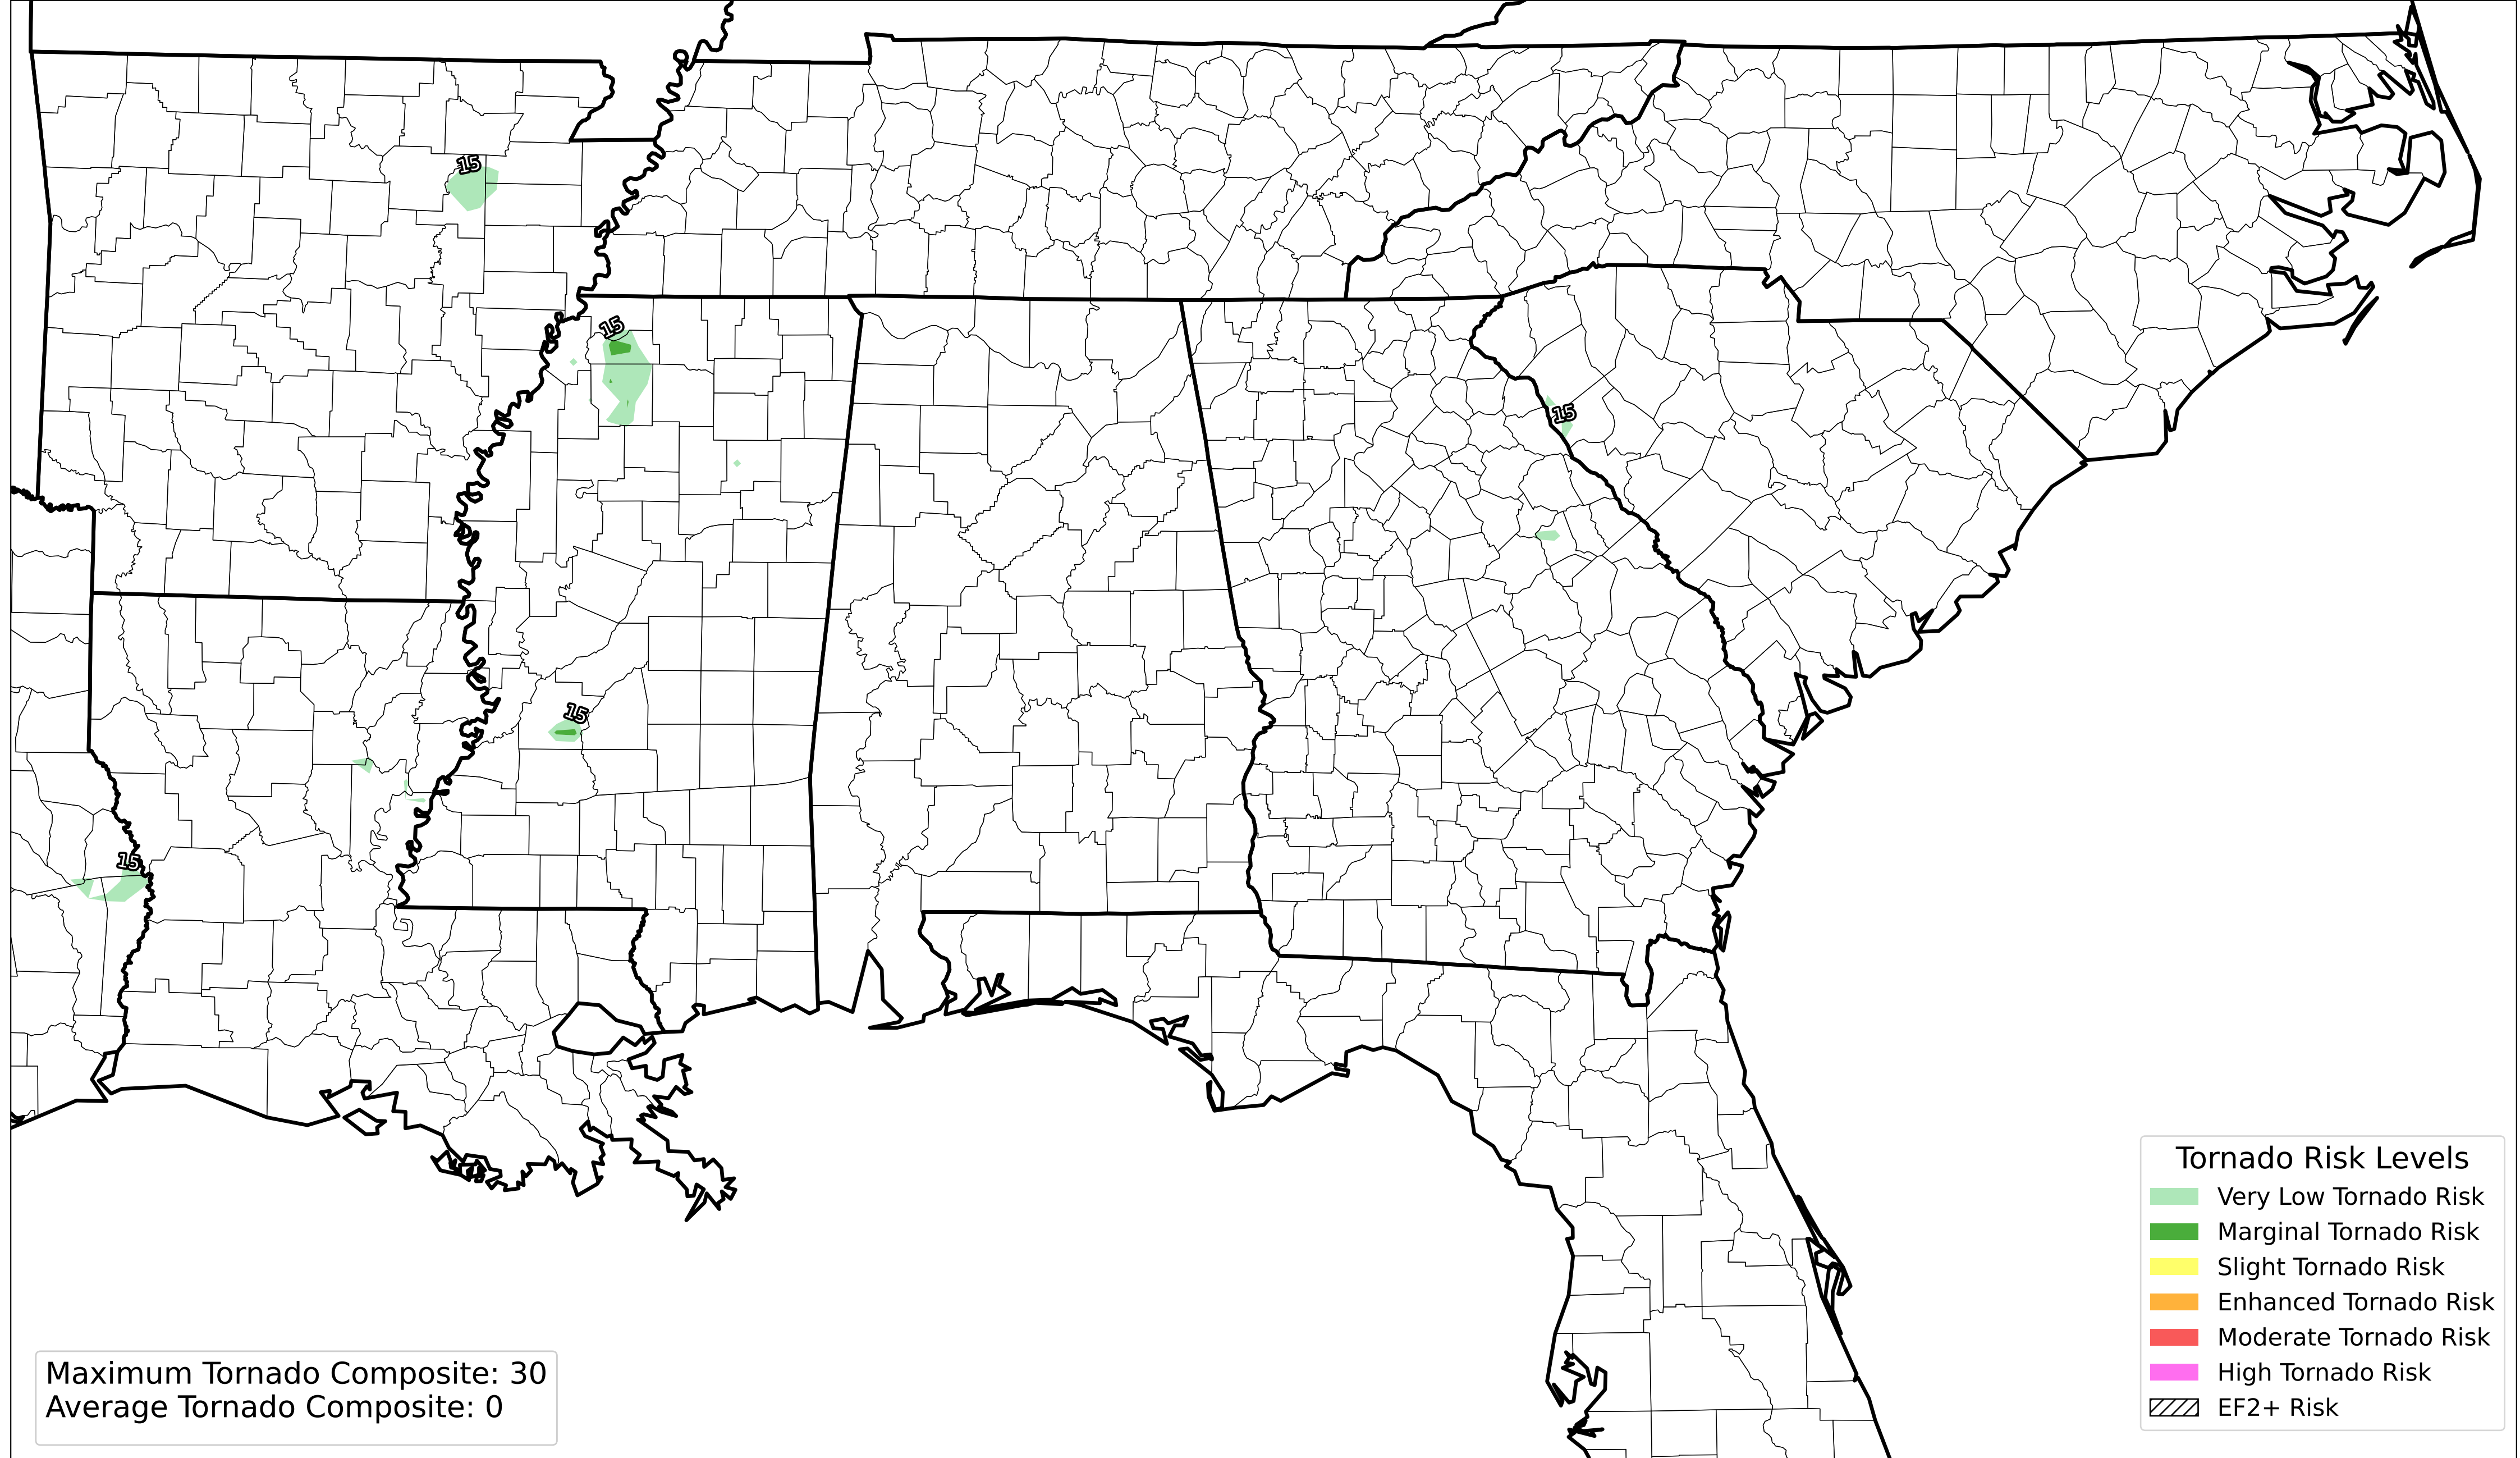 15
15
15
15
15
Tornado Risk Levels
Very Low Tornado Risk
Marginal Tornado Risk
Slight Tornado Risk
Enhanced Tornado Risk
Moderate Tornado Risk
High Tornado Risk
EF2+ Risk
Maximum Tornado Composite: 30
Average Tornado Composite: 0